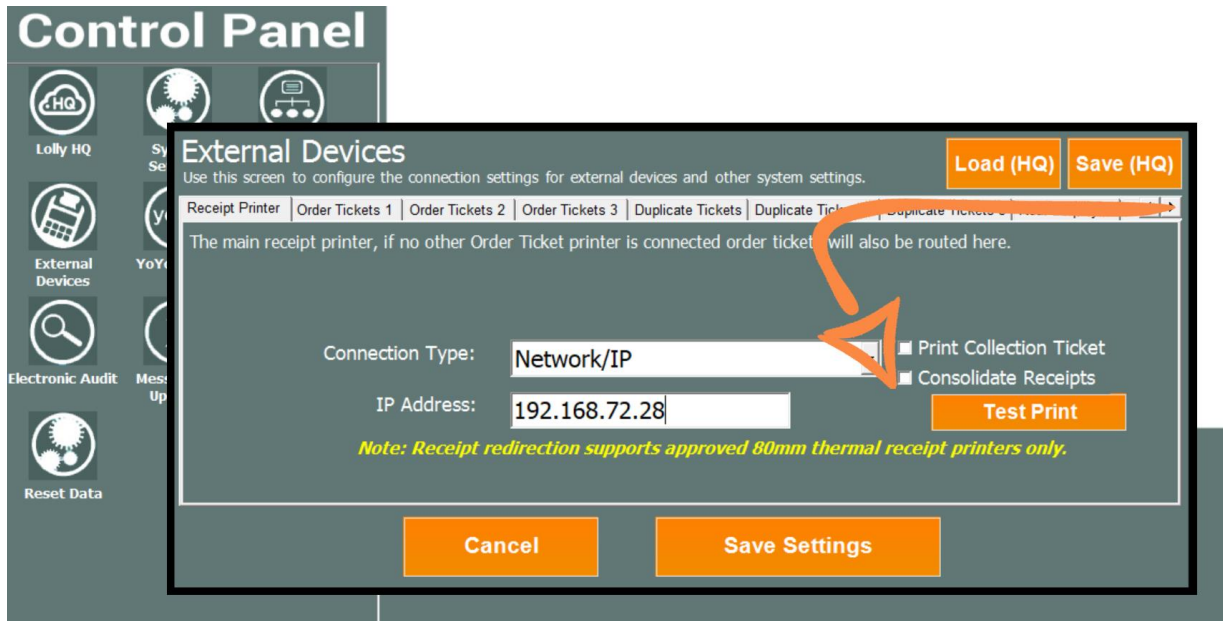 Control Panel
HQ
Lolly HQ
External Devices
Use this screen to configure the connection settings for external devices and other system settings.
Load (HQ)
Save (HQ)
Receipt Printer
Order Tickets 1
Order Tickets 2
Order Tickets 3
Duplicate Tickets
Duplicate
The main receipt printer, if no other Order Ticket printer is connected order ticket will also be routed here.
External
Devices
Connection Type:
Network/IP
Print Collection Ticket
Consolidate Receipts
IP Address:
192.168.72.28
Test Print
Note: Receipt redirection supports approved 80mm thermal receipt printers only.
Electronic Audit
Reset Data
Cancel
Save Settings